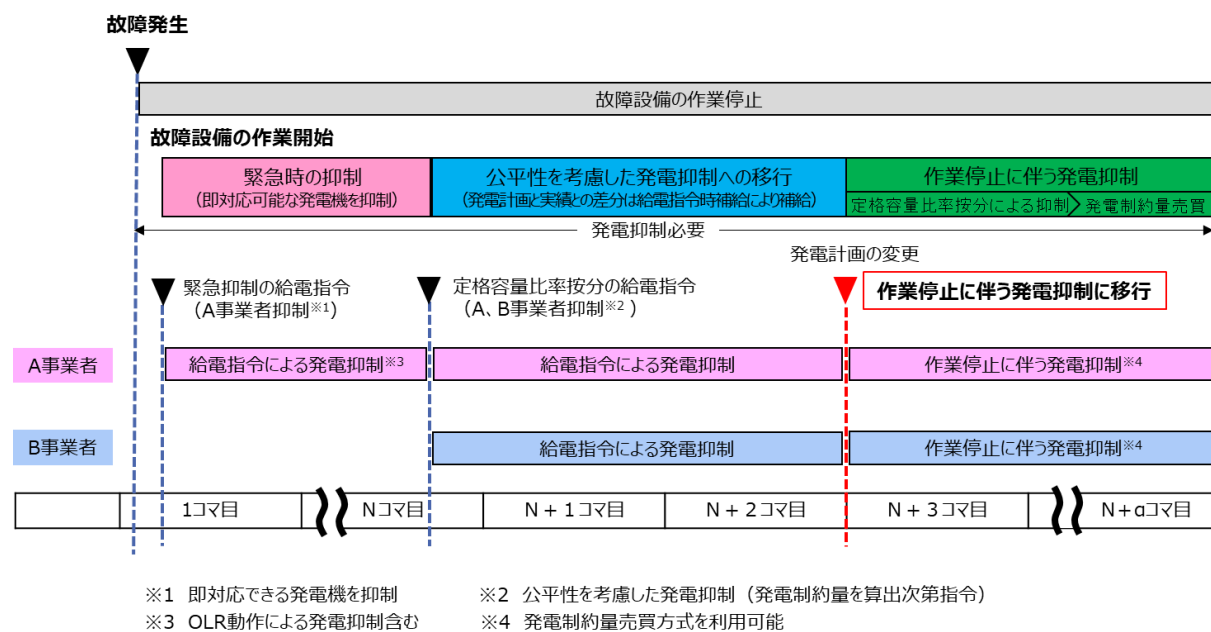 故障発生
故障設備の作業停止
故障設備の作業開始
緊急時の抑制
（即対応可能な発電機を抑制）
公平性を考慮した発電抑制への移行
（発電計画と実績との差分は給電指令時補給により補給）
作業停止に伴う発電抑制
定格容量比率按分による抑制
発電制約量売買
発電抑制必要
発電計画の変更
緊急抑制の給電指令
（A事業者抑制※1）
定格容量比率按分の給電指令
（A、B事業者抑制※2 ）
作業停止に伴う発電抑制に移行
A事業者
給電指令による発電抑制※3
給電指令による発電抑制
作業停止に伴う発電抑制※4
B事業者
給電指令による発電抑制
作業停止に伴う発電抑制※4
1コマ目
Nコマ目
N + 1コマ目
N + 2コマ目
N + 3コマ目
N+αコマ目
※1 即対応できる発電機を抑制
※2 公平性を考慮した発電抑制（発電制約量を算出次第指令）
※3 OLR動作による発電抑制含む
※4 発電制約量売買方式を利用可能